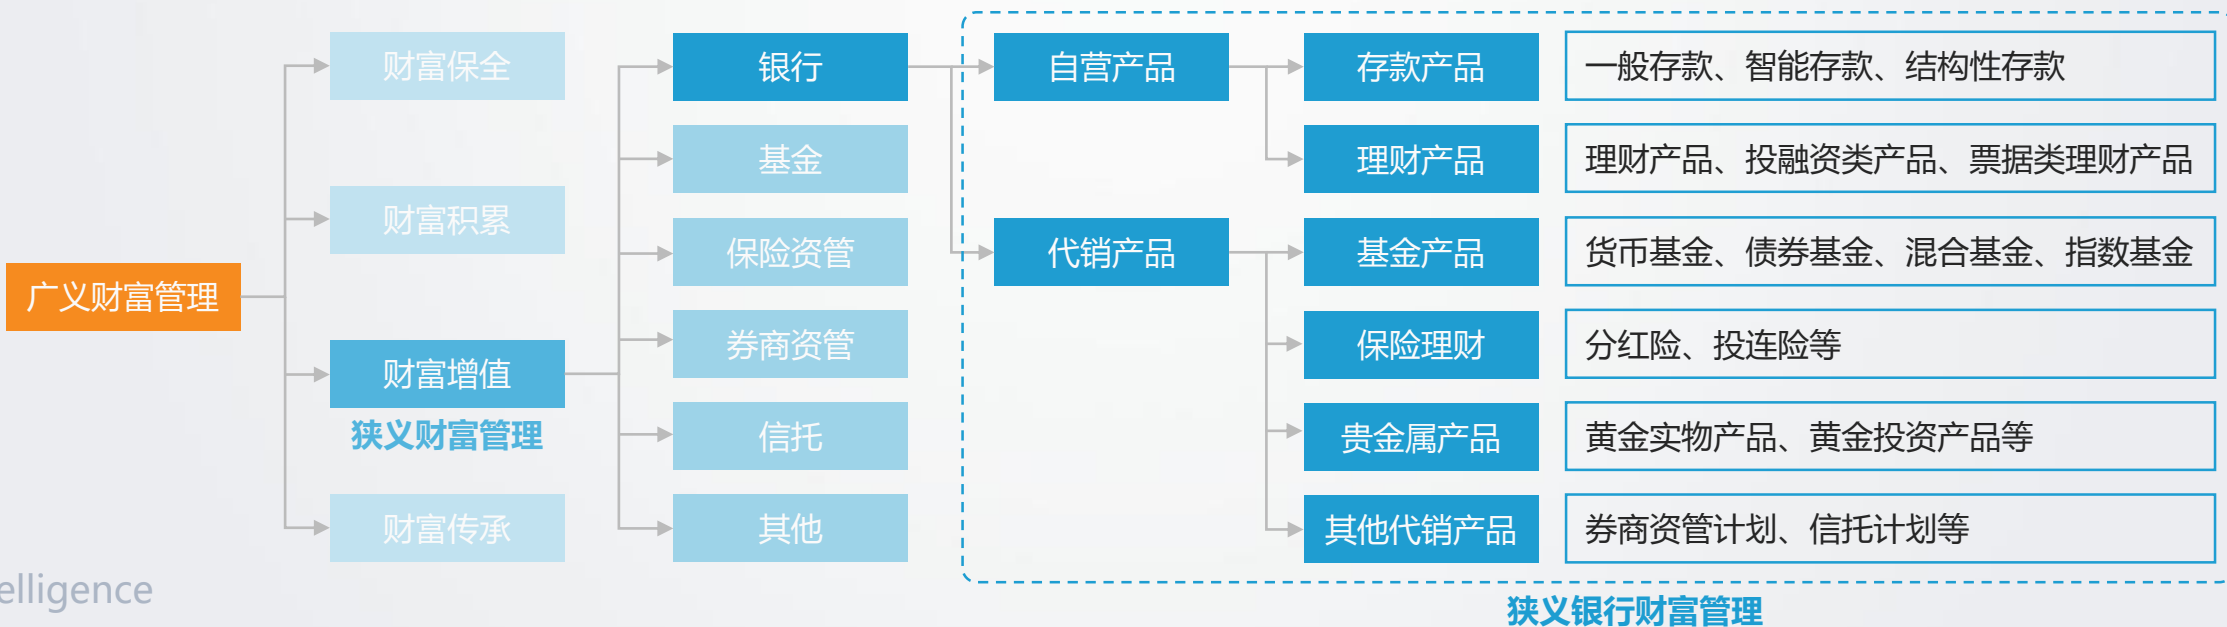 财富保全
银行
自营产品
存款产品
一般存款、智能存款、结构性存款
基金
理财产品
理财产品、投融资类产品、票据类理财产品
财富积累
保险资管
代销产品
基金产品
货币基金、债券基金、混合基金、指数基金
广义财富管理
券商资管
保险理财
分红险、投连险等
财富增值
狭义财富管理
信托
贵金属产品
黄金实物产品、黄金投资产品等
财富传承
其他
其他代销产品
券商资管计划、信托计划等
elligence
狭义银行财富管理